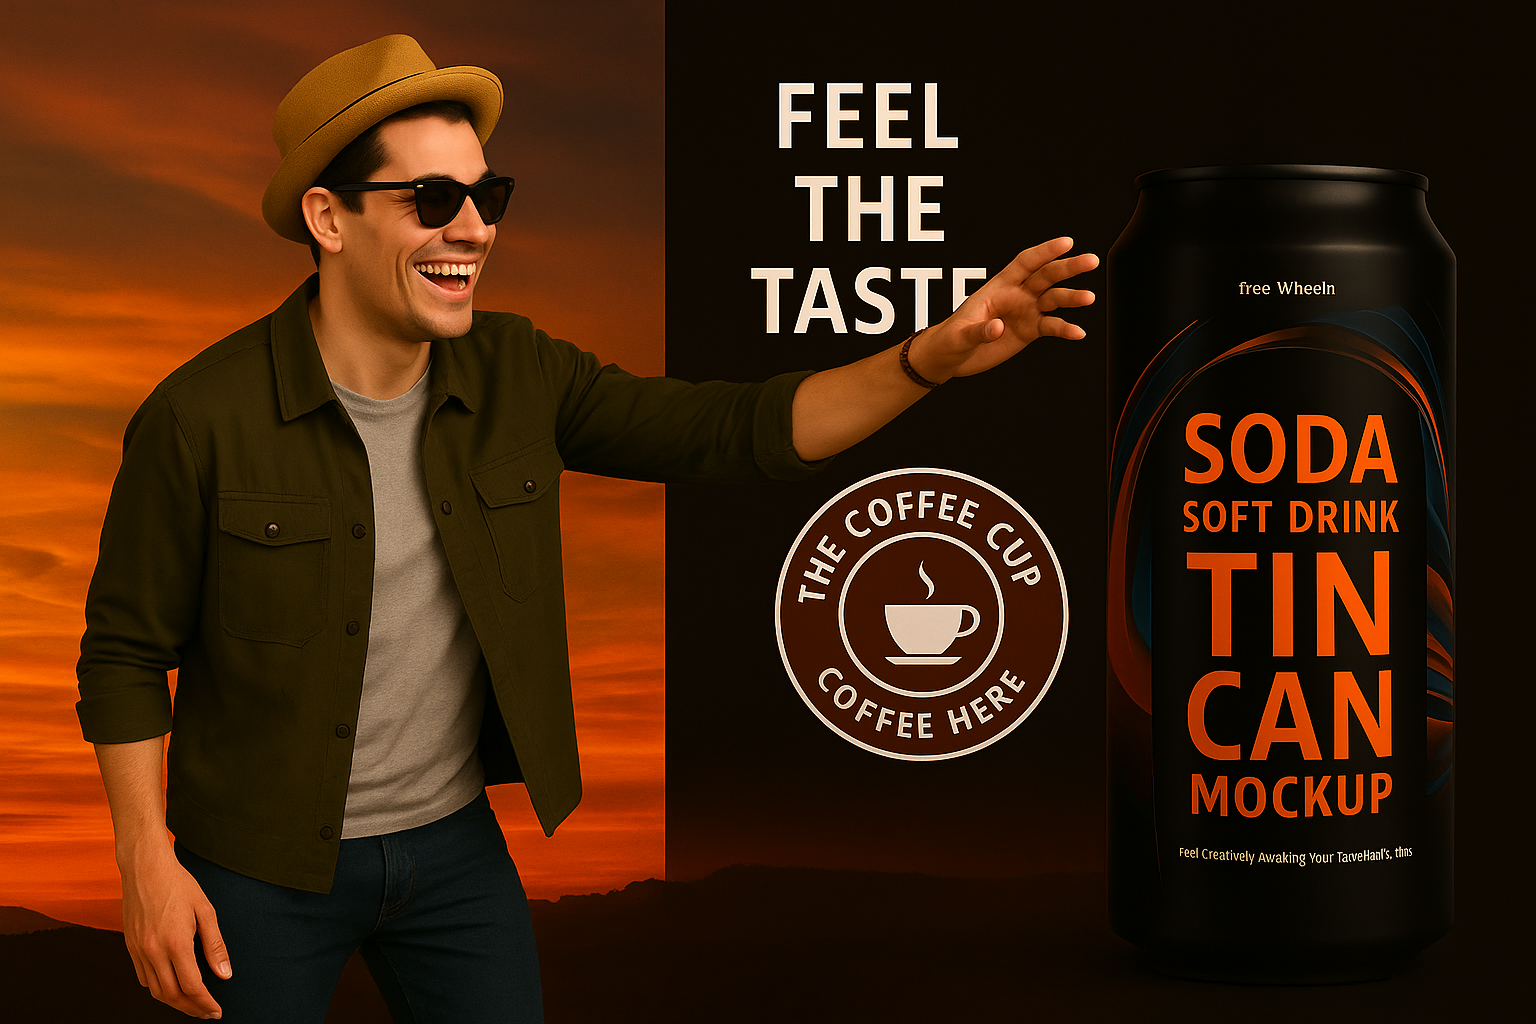 FEEL
THE
TASTE
THE COFFEE CUP
COFFEE HERE
free Wheeln
SODA
SOFT DRINK
TIN
CAN
MOCKUP
Feel Creatively Awaking Your